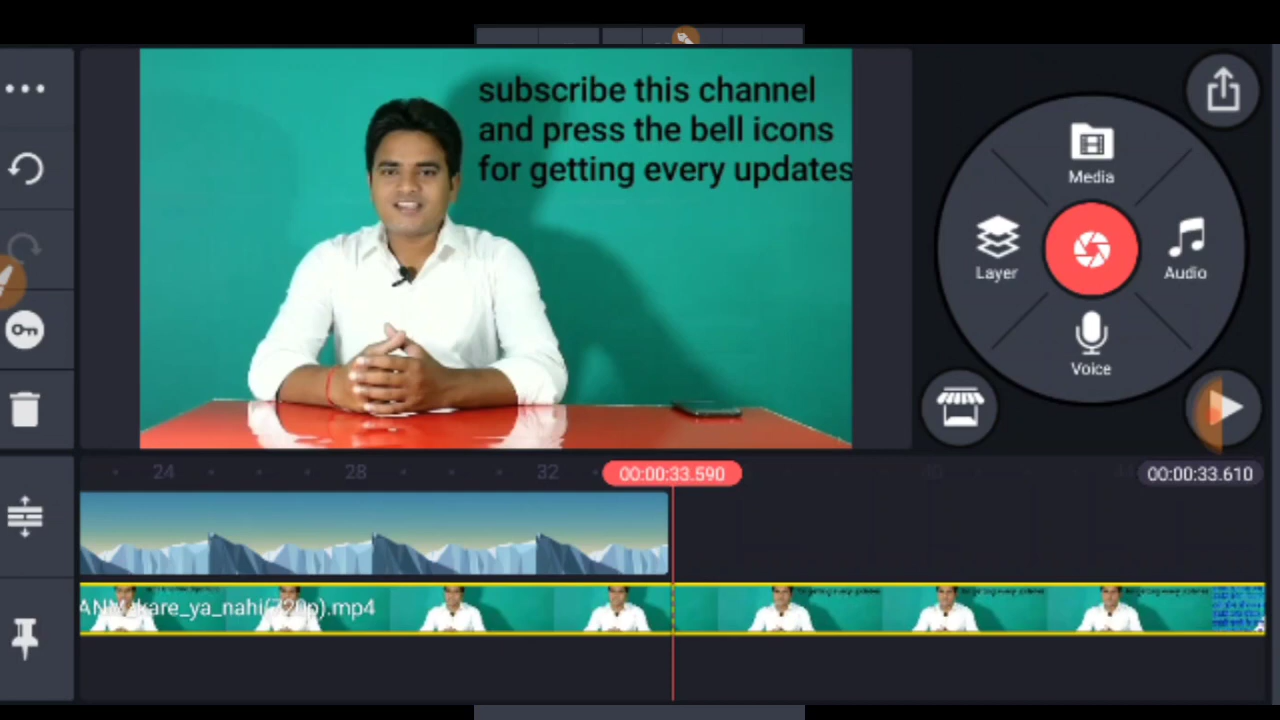 subscribe this channel
and press the bell icons
for getting every updates
Media
Layer
Audio
Voice
24
28
32
00:00:33.590
40
00:00:33.610
ANM_kare_ya_nahi(720p).mp4